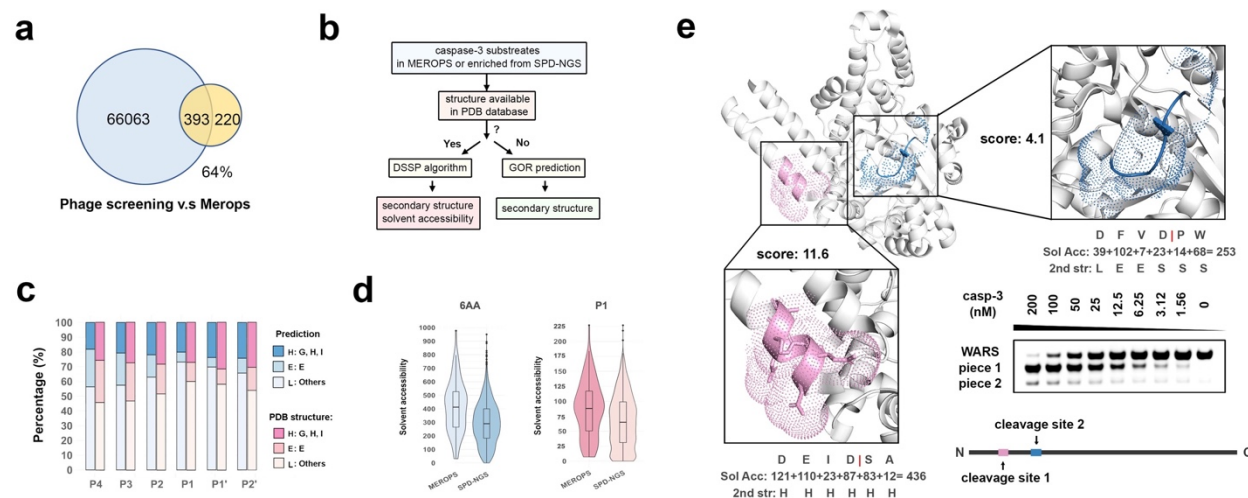 a
66063
393
220
64%
Phage screening v.s Merops
b
caspase-3 substrates
in MEROPS or enriched from SPD-NGS
structure available
in PDB database
?
Yes
No
DSSP algorithm
GOR prediction
secondary structure
solvent accessibility
secondary structure
c
Percentage (%)
100
90
80
70
60
50
40
30
20
10
0
P4
P3
P2
P1
P1'
P2'
Prediction
H: G, H, I
E: E
L: Others
PDB structure:
H: G, H, I
E: E
L: Others
d
6AA
Solvent accessibility
1000
900
800
700
600
500
400
300
200
100
0
MEROPS
SPD-NGS
P1
Solvent accessibility
225
200
175
150
125
100
75
50
25
0
MEROPS
SPD-NGS
e
score: 4.1
D F V D | P W
Sol Acc: 39+102+7+23+14+68= 253
2nd str: L E E S S S
score: 11.6
D E I D | S A
Sol Acc: 121+110+23+87+83+12= 436
2nd str: H H H H H H
casp-3
(nM)
200
100
50
25
12.5
6.25
3.12
1.56
0
WARS
piece 1
piece 2
cleavage site 2
N
C
cleavage site 1